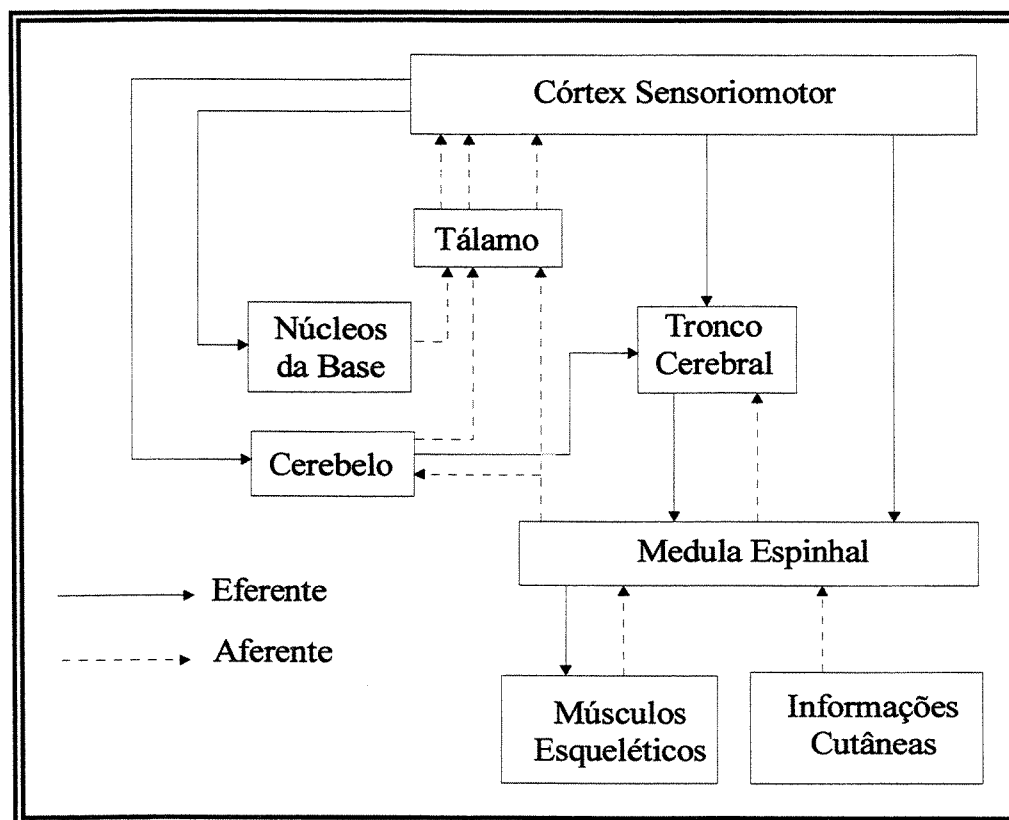 Córtex Sensoriomotor
Tálamo
Núcleos
da Base
Tronco
Cerebral
Cerebelo
Medula Espinhal
Eferente
Aferente
Músculos
Esqueléticos
Informações
Cutâneas